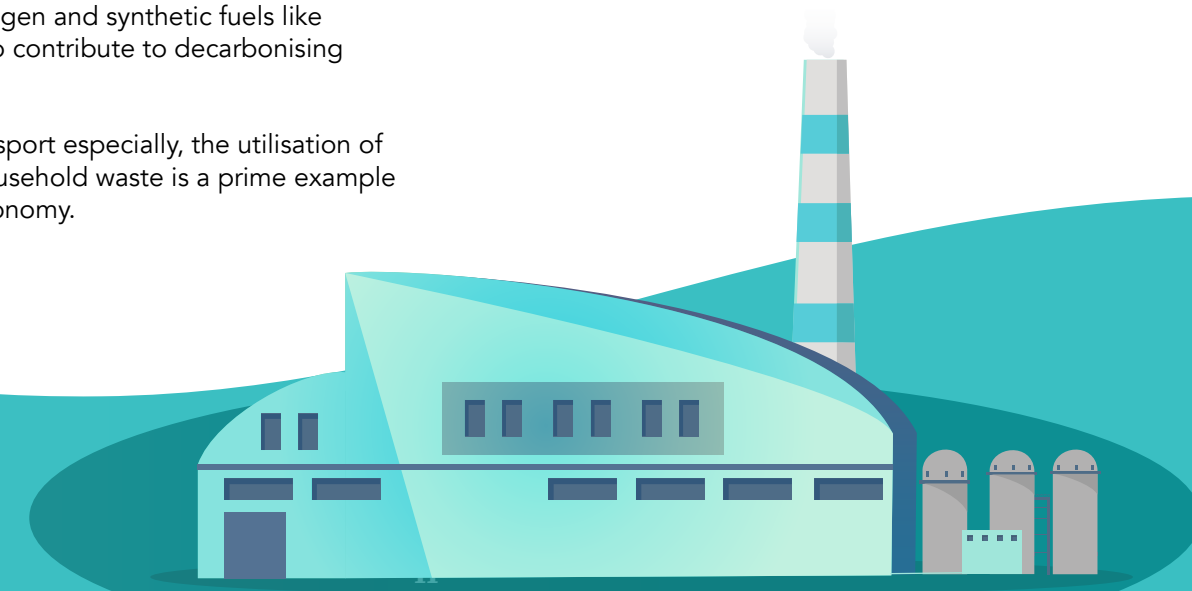 gen and synthetic fuels like
contribute to decarbonising
sport especially, the utilisation of
usehold waste is a prime example
onomy.